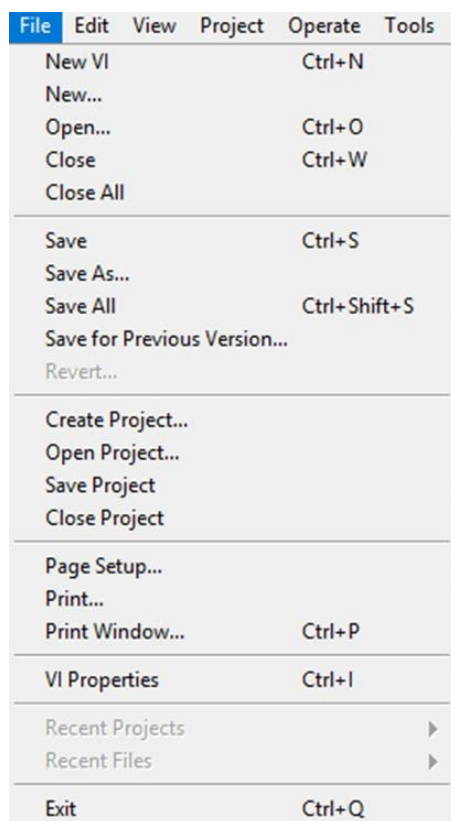 File Edit View Project Operate Tools
New VI Ctrl+N
New...
Open... Ctrl+O
Close Ctrl+W
Close All
Save Ctrl+S
Save As...
Save All Ctrl+Shift+S
Save for Previous Version...
Revert...
Create Project...
Open Project...
Save Project
Close Project
Page Setup...
Print...
Print Window... Ctrl+P
VI Properties Ctrl+I
Recent Projects
Recent Files
Exit Ctrl+Q